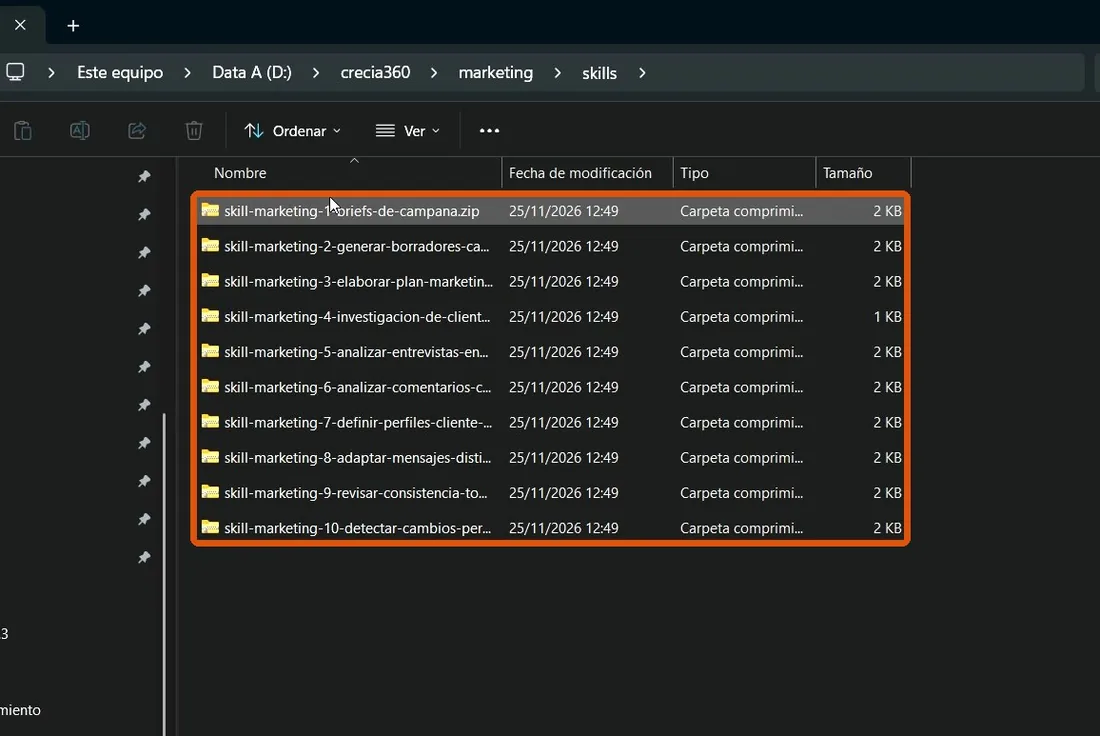 Este equipo > Data A (D:) > crecia360 > marketing > skills >
Ordenar Ver ...
Nombre Fecha de modificación Tipo Tamaño
skill-marketing-1-briefs-de-campana.zip 25/11/2026 12:49 Carpeta comprimi... 2 KB
skill-marketing-2-generar-borradores-ca... 25/11/2026 12:49 Carpeta comprimi... 2 KB
skill-marketing-3-elaborar-plan-marketin... 25/11/2026 12:49 Carpeta comprimi... 2 KB
skill-marketing-4-investigacion-de-client... 25/11/2026 12:49 Carpeta comprimi... 1 KB
skill-marketing-5-analizar-entrevistas-en... 25/11/2026 12:49 Carpeta comprimi... 2 KB
skill-marketing-6-analizar-comentarios-c... 25/11/2026 12:49 Carpeta comprimi... 2 KB
skill-marketing-7-definir-perfiles-cliente-... 25/11/2026 12:49 Carpeta comprimi... 2 KB
skill-marketing-8-adaptar-mensajes-disti... 25/11/2026 12:49 Carpeta comprimi... 2 KB
skill-marketing-9-revisar-consistencia-to... 25/11/2026 12:49 Carpeta comprimi... 2 KB
skill-marketing-10-detectar-cambios-per... 25/11/2026 12:49 Carpeta comprimi... 2 KB
3
miento